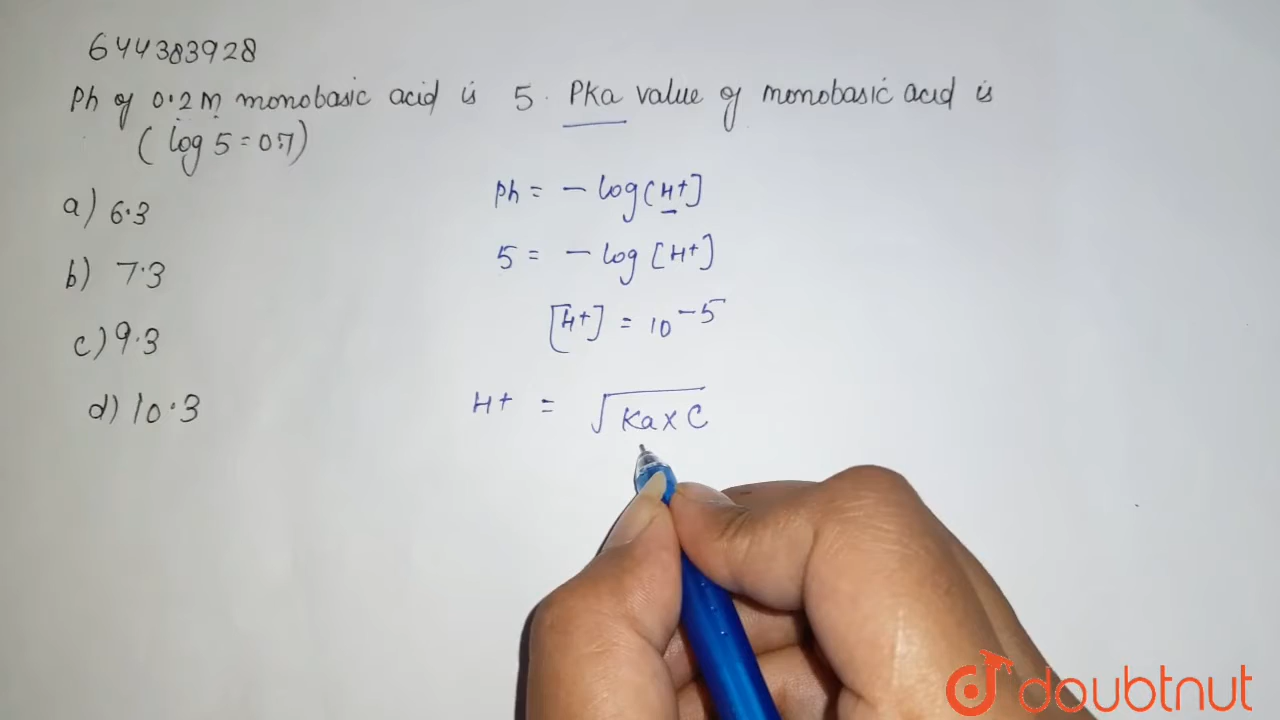 644383928
Ph of 0.2 M monobasic acid is 5. PKa value of monobasic acid is
(log 5 = 0.7)
a) 6.3
b) 7.3
c) 9.3
d) 10.3
Ph = - log [H+]
5 = - log [H+]
[H+] = 10^-5
H+ = √Ka x C
doubtnut